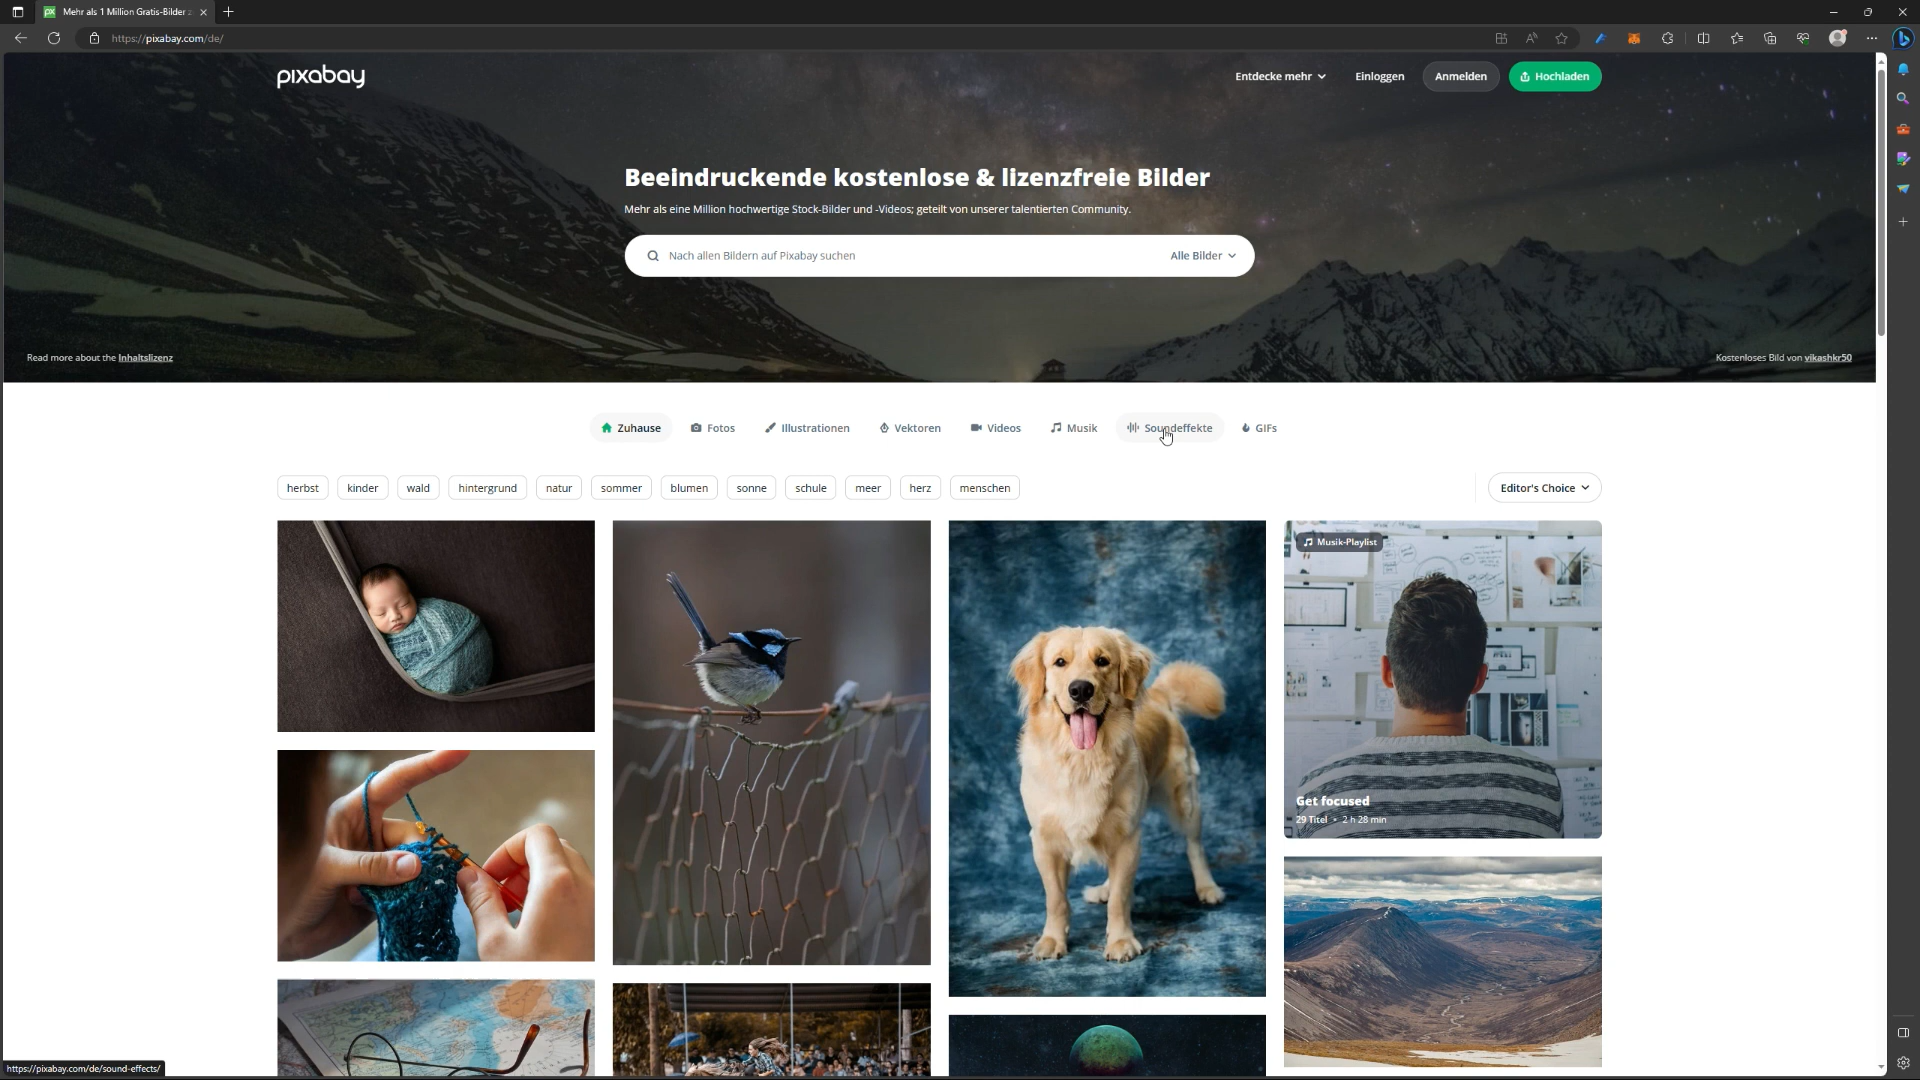 Mehr als 1 Million Gratis-Bilder z
https://pixabay.com/de/
pixabay
Entdecke mehr
Einloggen
Anmelden
Hochladen
Beeindruckende kostenlose & lizenzfreie Bilder
Mehr als eine Million hochwertige Stock-Bilder und -Videos; geteilt von unserer talentierten Community.
Nach allen Bildern auf Pixabay suchen
Alle Bilder
Read more about the Inhaltslizenz
Kostenloses Bild von vikashkr50
Zuhause
Fotos
Illustrationen
Vektoren
Videos
Musik
Soundeffekte
GIFs
herbst
kinder
wald
hintergrund
natur
sommer
blumen
sonne
schule
meer
herz
menschen
Editor's Choice
Musik-Playlist
Get focused
29 Titel • 2 h 28 min
https://pixabay.com/de/sound-effects/